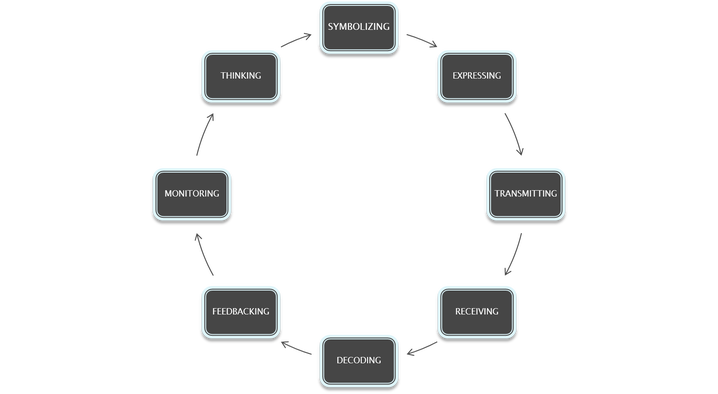 SYMBOLIZING
EXPRESSING
TRANSMITTING
RECEIVING
DECODING
FEEDBACKING
MONITORING
THINKING